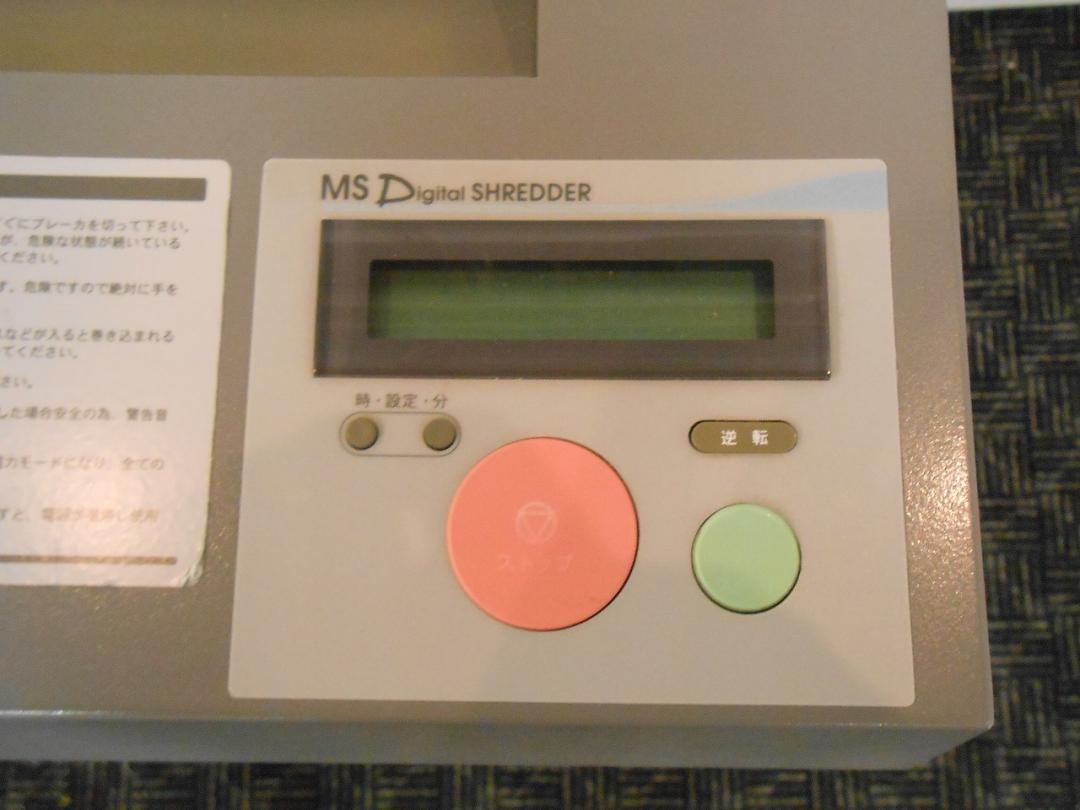 MS Digital SHREDDER
ぐにブレーカを切って下さい。
が、危険な状態が続いている
ください。
す。危険ですので絶対に手を
などが入ると巻き込まれる
てください。
さい。
した場合安全の為、警告音
力モードになり、全ての
すと、電源が復帰し使用
時・設定・分
逆転
ストップ